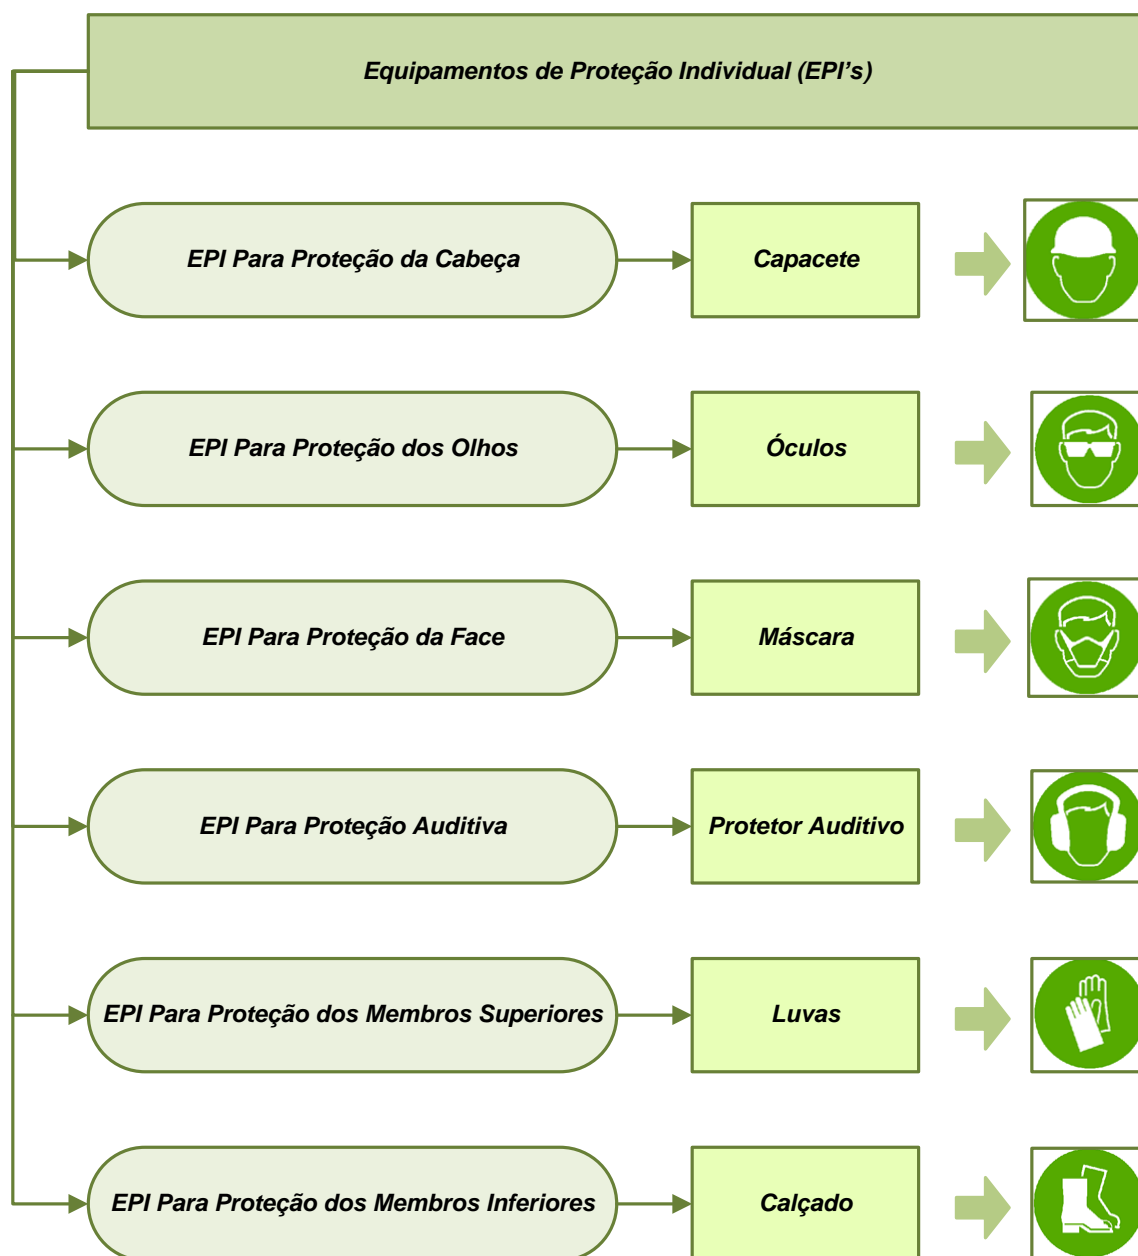 Equipamentos de Proteção Individual (EPI's)
EPI Para Proteção da Cabeça
Capacete
EPI Para Proteção dos Olhos
Óculos
EPI Para Proteção da Face
Máscara
EPI Para Proteção Auditiva
Protetor Auditivo
EPI Para Proteção dos Membros Superiores
Luvas
EPI Para Proteção dos Membros Inferiores
Calçado